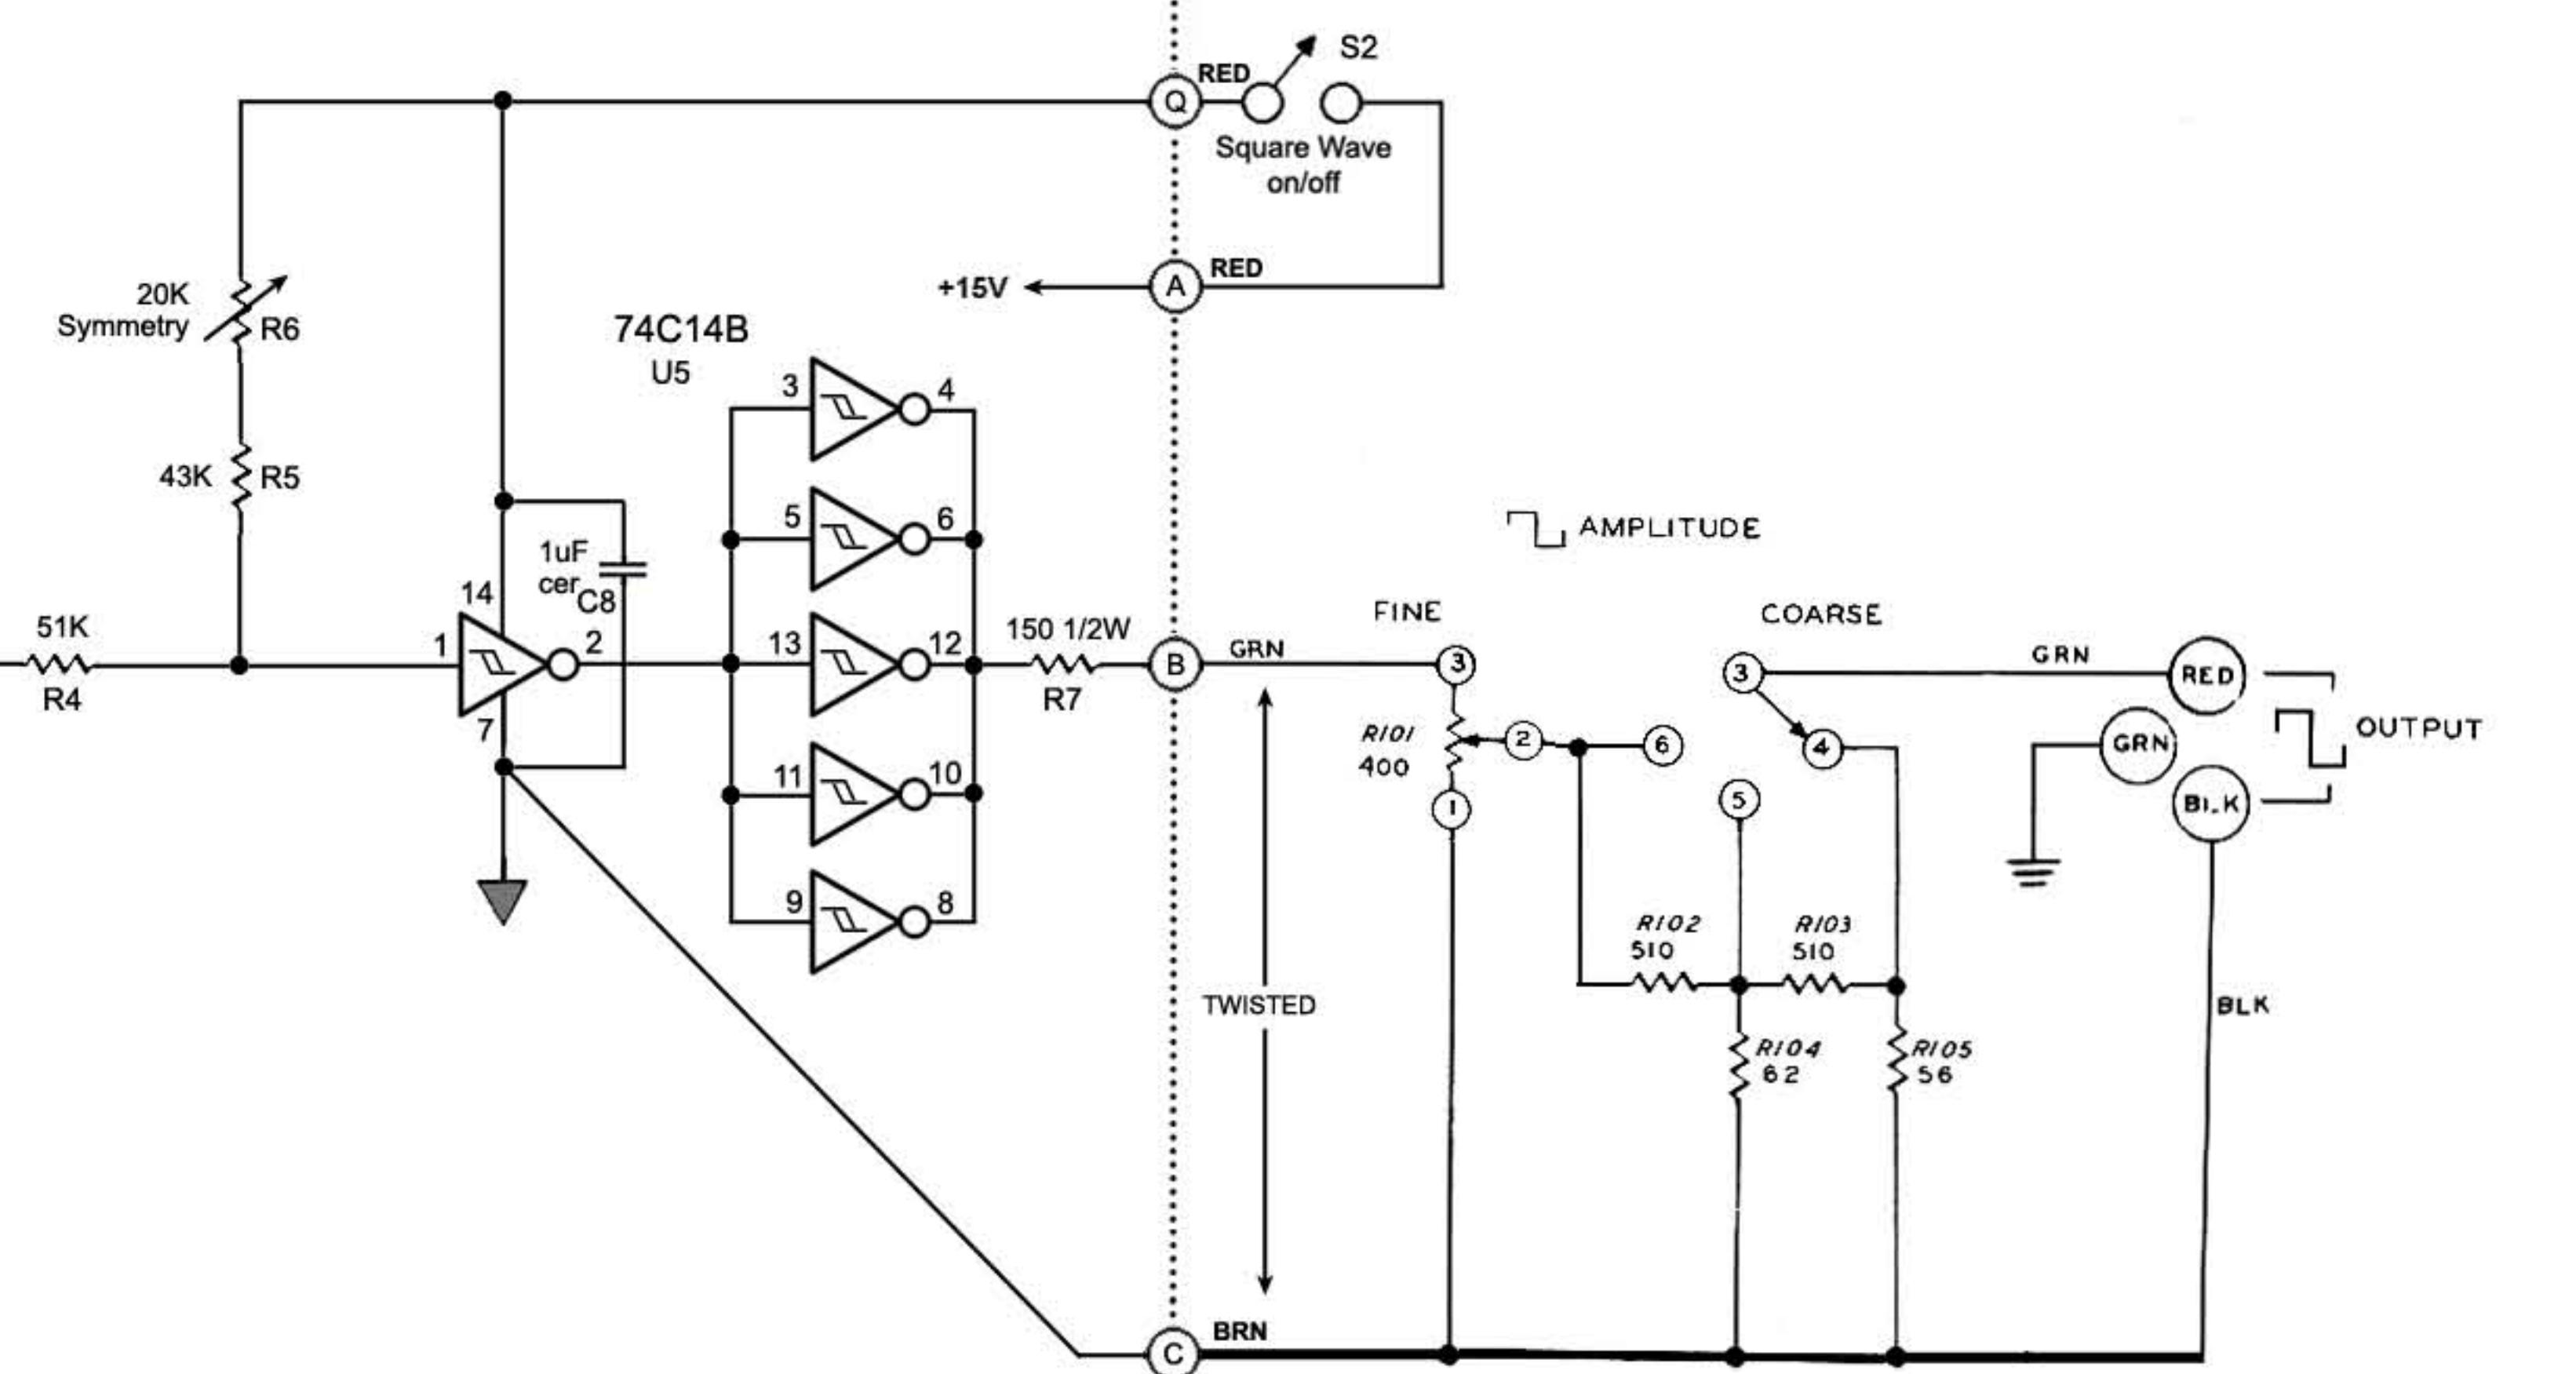 S2
RED
Q
Square Wave
on/off
RED
A
+15V
20K
Symmetry
R6
74C14B
U5
3
4
43K
R5
5
6
1uF
cer
C8
14
AMPLITUDE
FINE
COARSE
51K
R4
1
2
7
13
12
150 1/2W
R7
B
GRN
3
R101
400
2
6
1
3
4
5
GRN
RED
GRN
BLK
OUTPUT
11
10
9
8
R102
510
R103
510
TWISTED
BLK
R104
62
R105
56
BRN
C